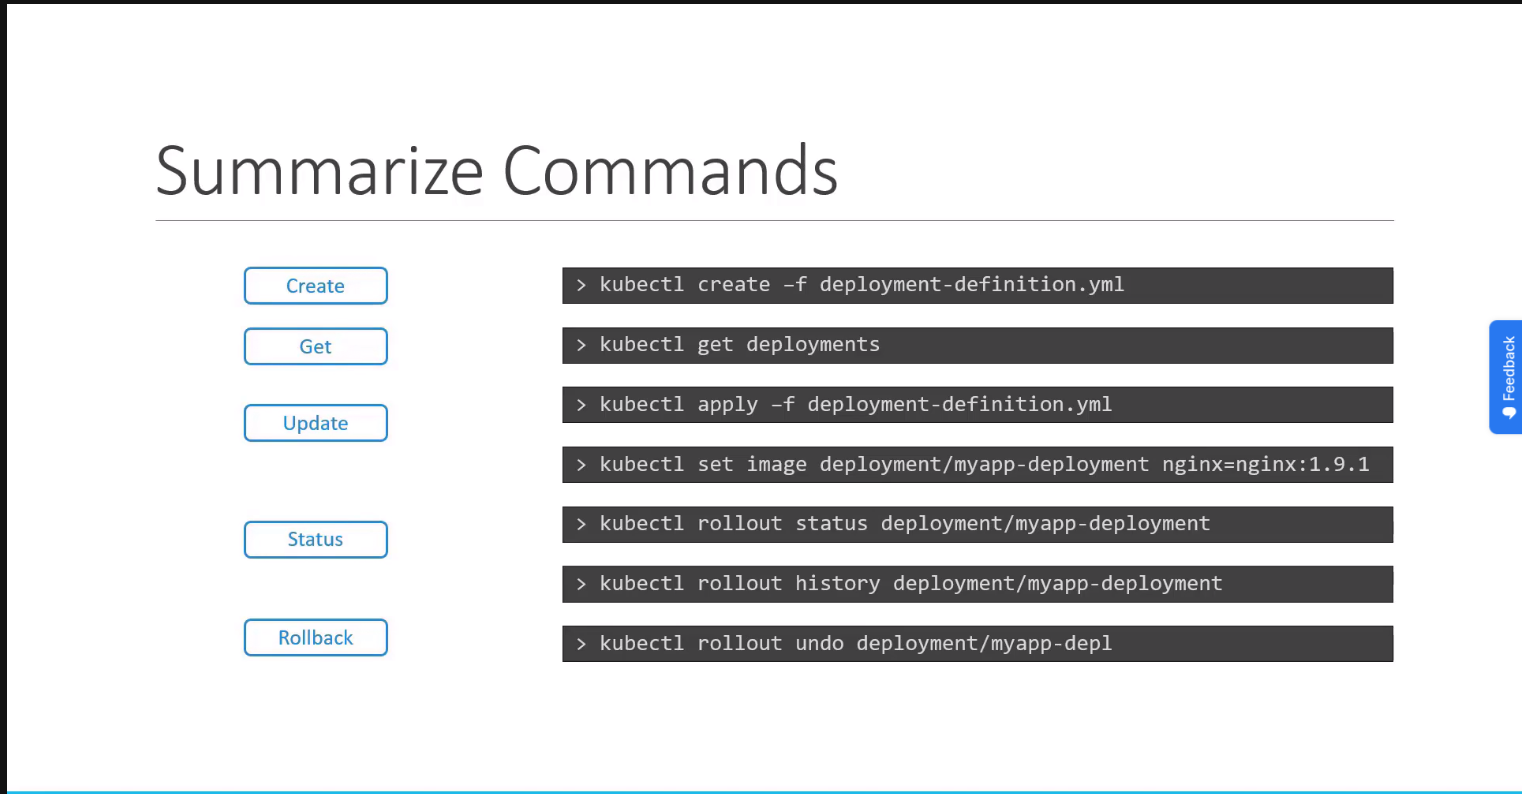 Summarize Commands
Create
> kubectl create –f deployment-definition.yml
Get
> kubectl get deployments
Update
> kubectl apply –f deployment-definition.yml
> kubectl set image deployment/myapp-deployment nginx=nginx:1.9.1
Status
> kubectl rollout status deployment/myapp-deployment
> kubectl rollout history deployment/myapp-deployment
Rollback
> kubectl rollout undo deployment/myapp-depl
Feedback